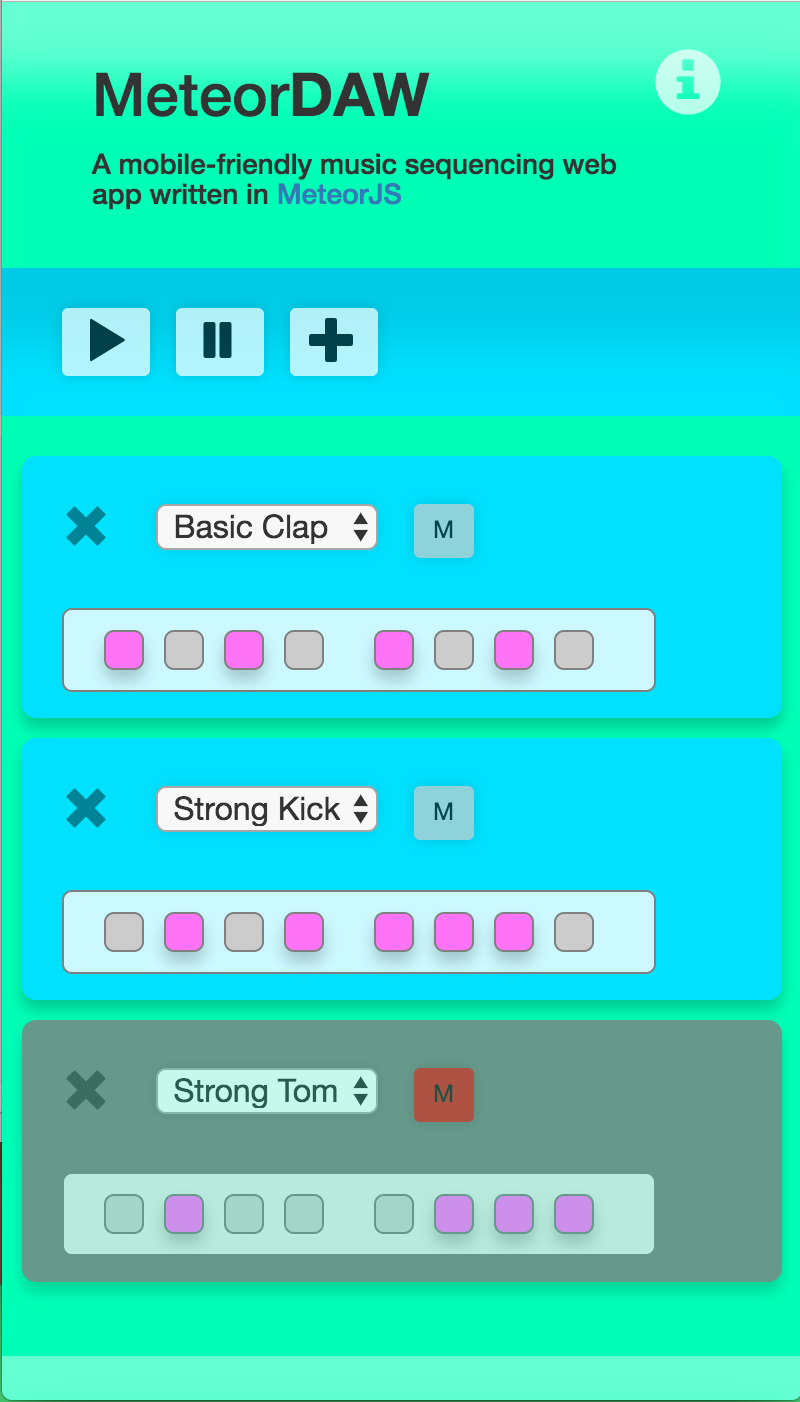 MeteorDAW
A mobile-friendly music sequencing web
app written in MeteorJS
Basic Clap
M
Strong Kick
M
Strong Tom
M